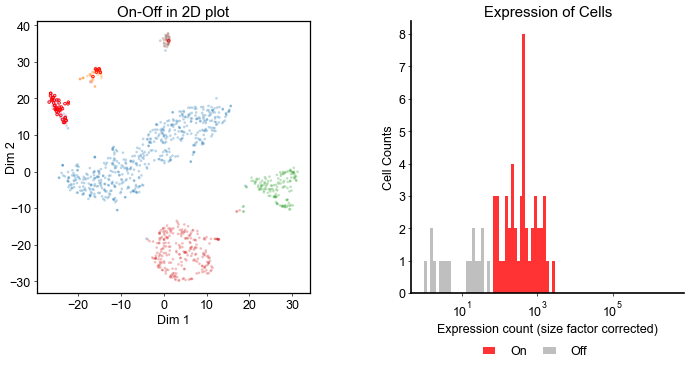 On-Off in 2D plot
Dim 2
40
30
20
10
0
−10
−20
−30
−20 −10 0 10 20 30
Dim 1
Expression of Cells
Cell Counts
8
7
6
5
4
3
2
1
0
10^1 10^3 10^5
Expression count (size factor corrected)
On Off